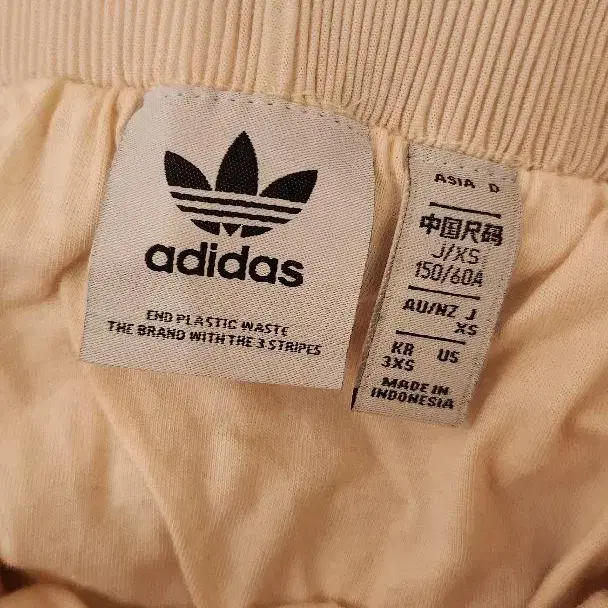 adidas
END PLASTIC WASTE
THE BRAND WITH THE 3 STRIPES
ASIA D
中国尺码
J/XS
150/60A
AU/NZ J
XS
KR US
3XS
MADE IN
INDONESIA